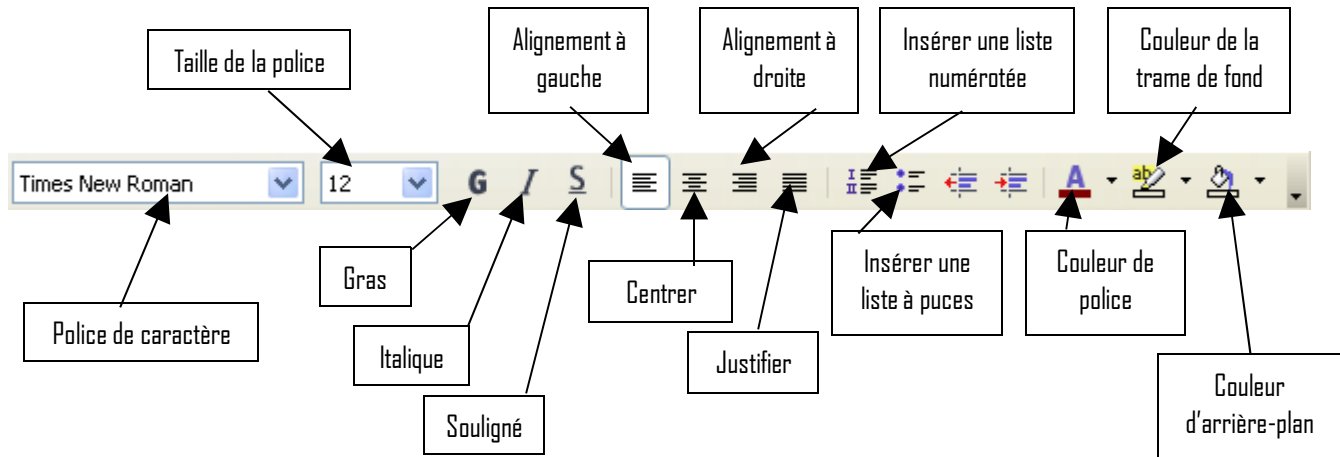 Taille de la police
Alignement à
gauche
Alignement à
droite
Insérer une liste
numérotée
Couleur de la
trame de fond
Times New Roman
12
G I S
A
ab
Gras
Centrer
Insérer une
liste à puces
Couleur de
police
Police de caractère
Italique
Justifier
Souligné
Couleur
d'arrière-plan